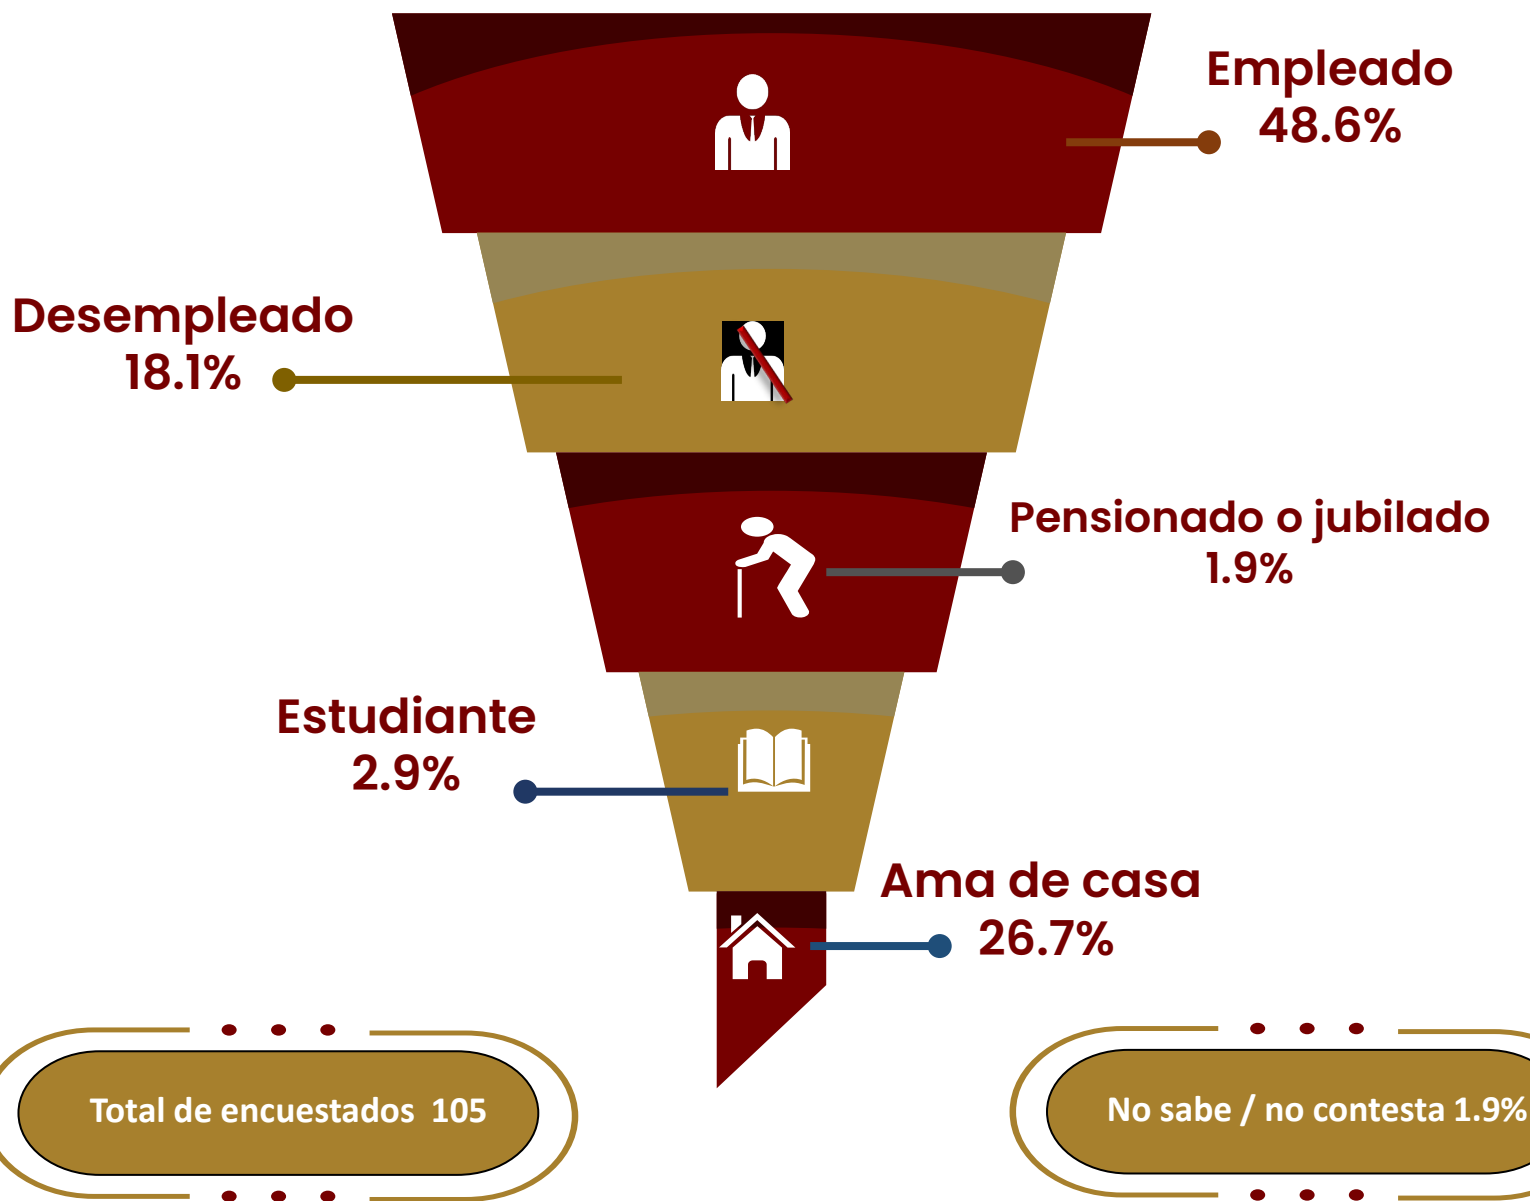 Empleado
48.6%
Desempleado
18.1%
Pensionado o jubilado
1.9%
Estudiante
2.9%
Ama de casa
26.7%
Total de encuestados 105
No sabe / no contesta 1.9%